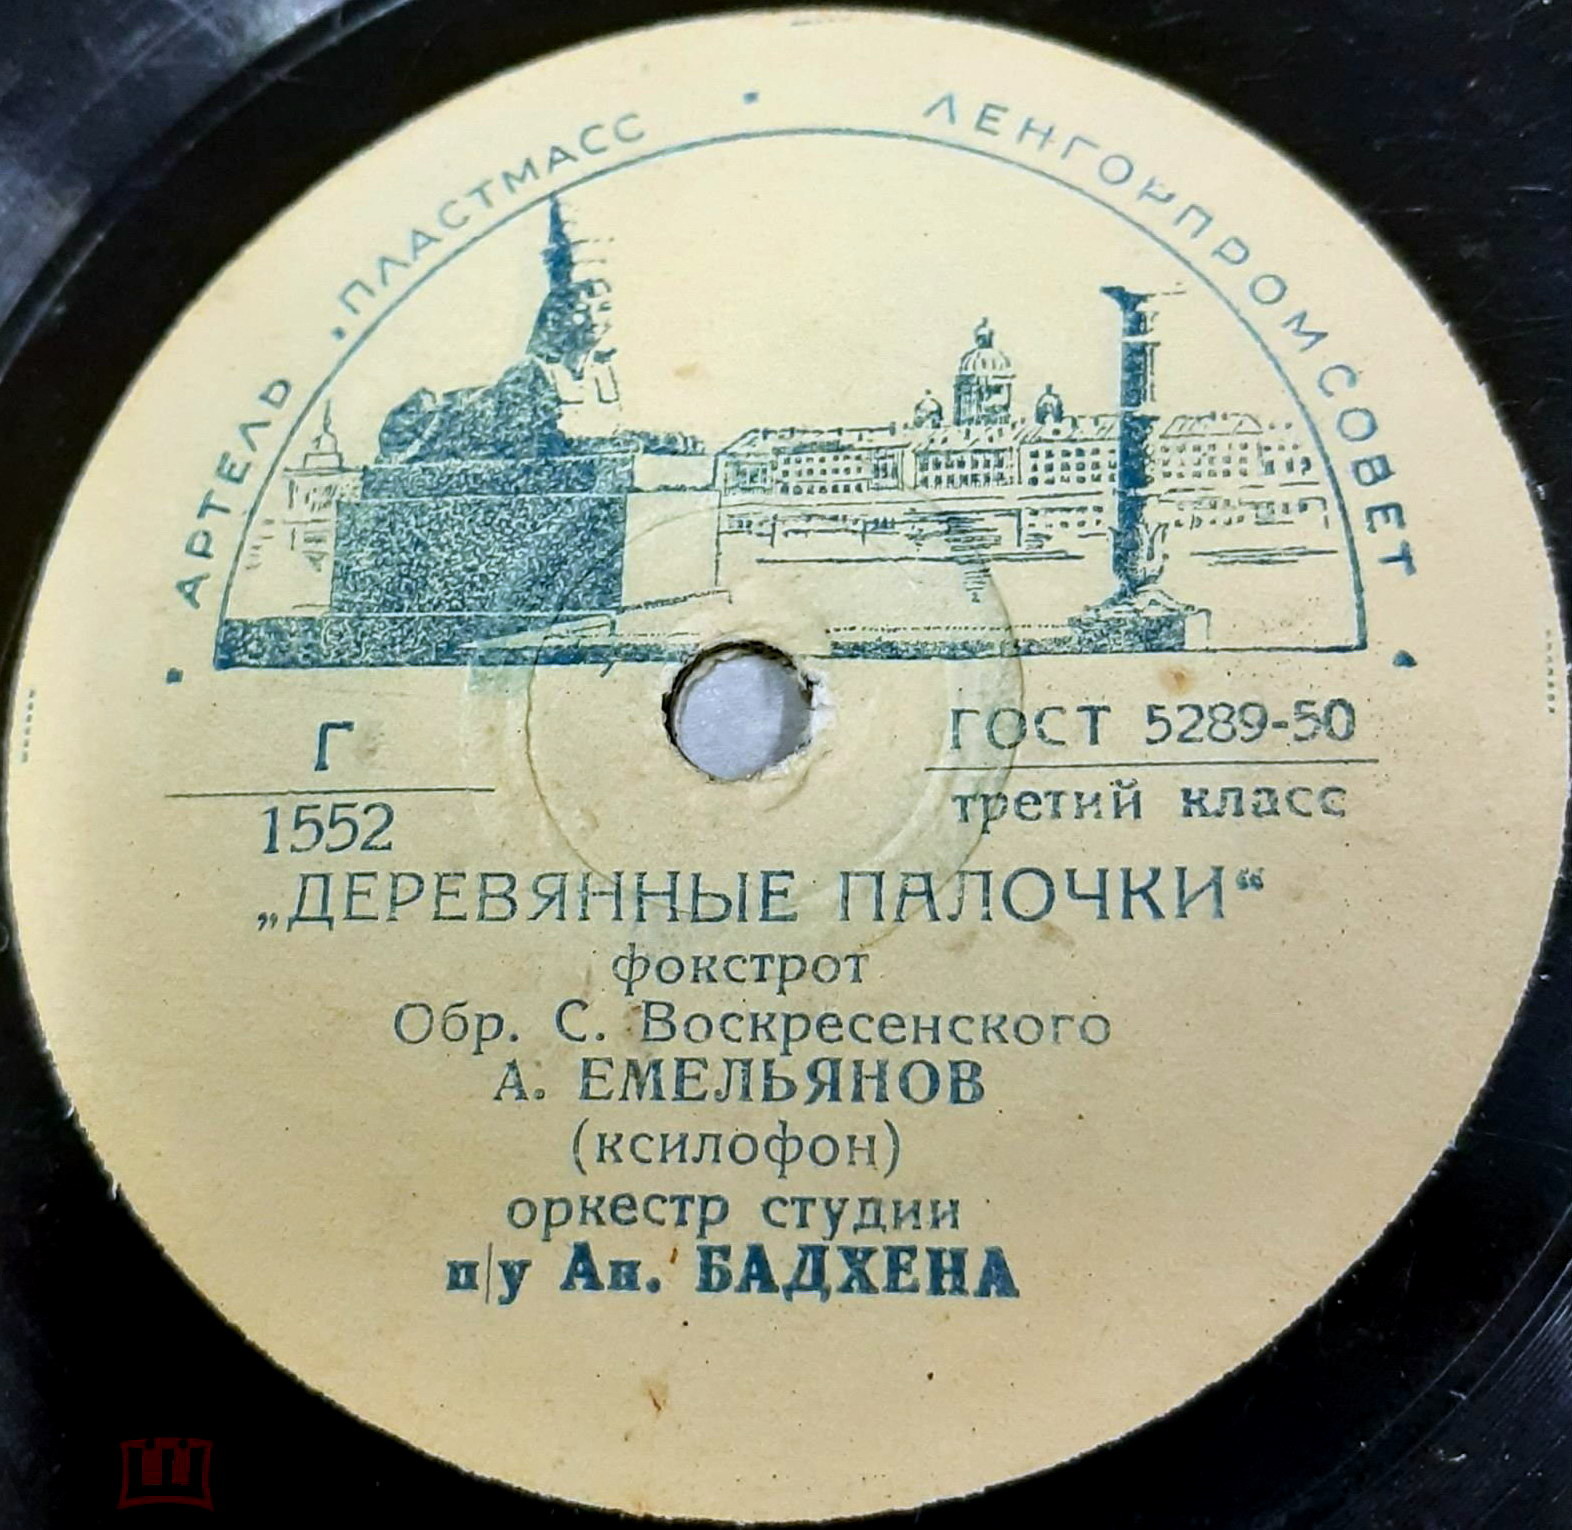 АРТЕЛЬ „ПЛАСТМАСС • ЛЕНГОРПРОМСОВЕТ
Г
1552
ГОСТ 5289-50
третий класс
„ДЕРЕВЯННЫЕ ПАЛОЧКИ“
фокстрот
Обр. С. Воскресенского
А. ЕМЕЛЬЯНОВ
(ксилофон)
оркестр студии
п/у Ан. БАДХЕНА